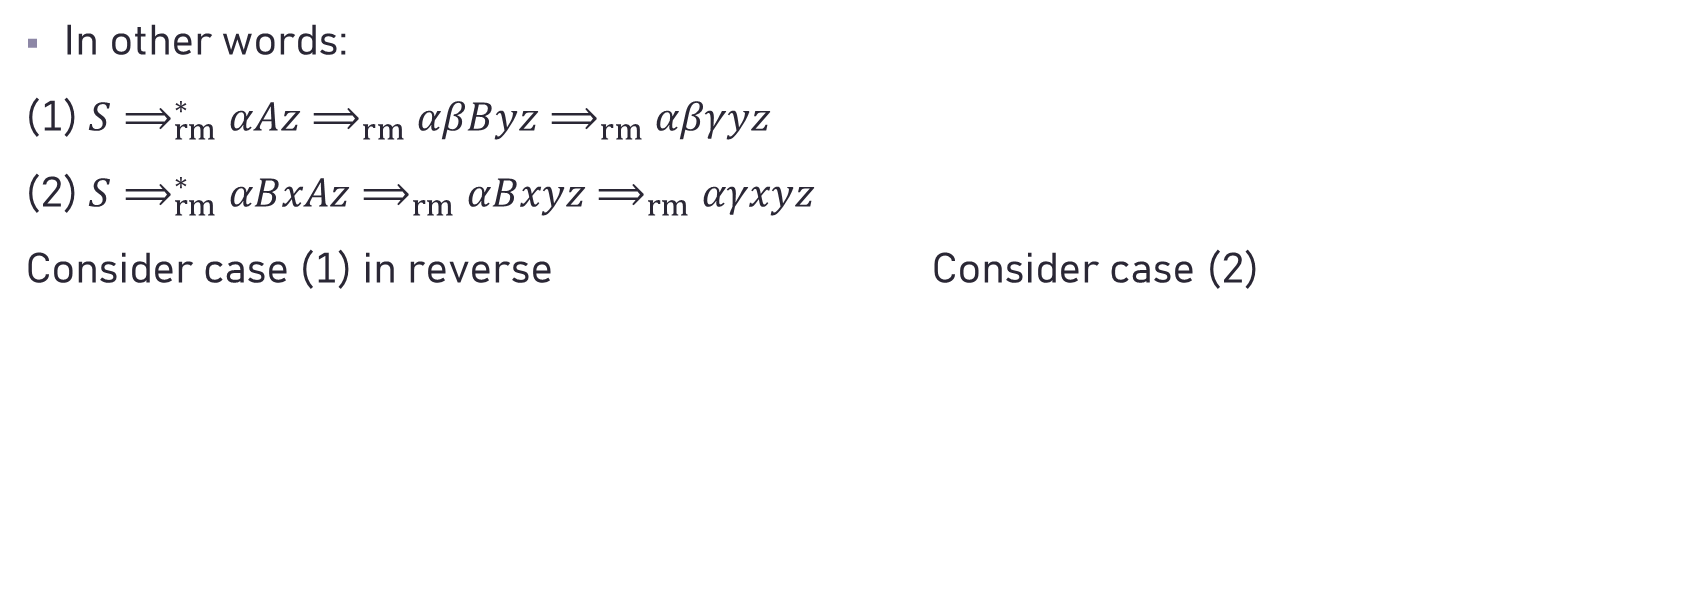 ▪ In other words:
(1) S ⟹*rm αAz ⟹rm αβByz ⟹rm αβγyz
(2) S ⟹*rm αBxAz ⟹rm αBxyz ⟹rm αγxyz
Consider case (1) in reverse Consider case (2)